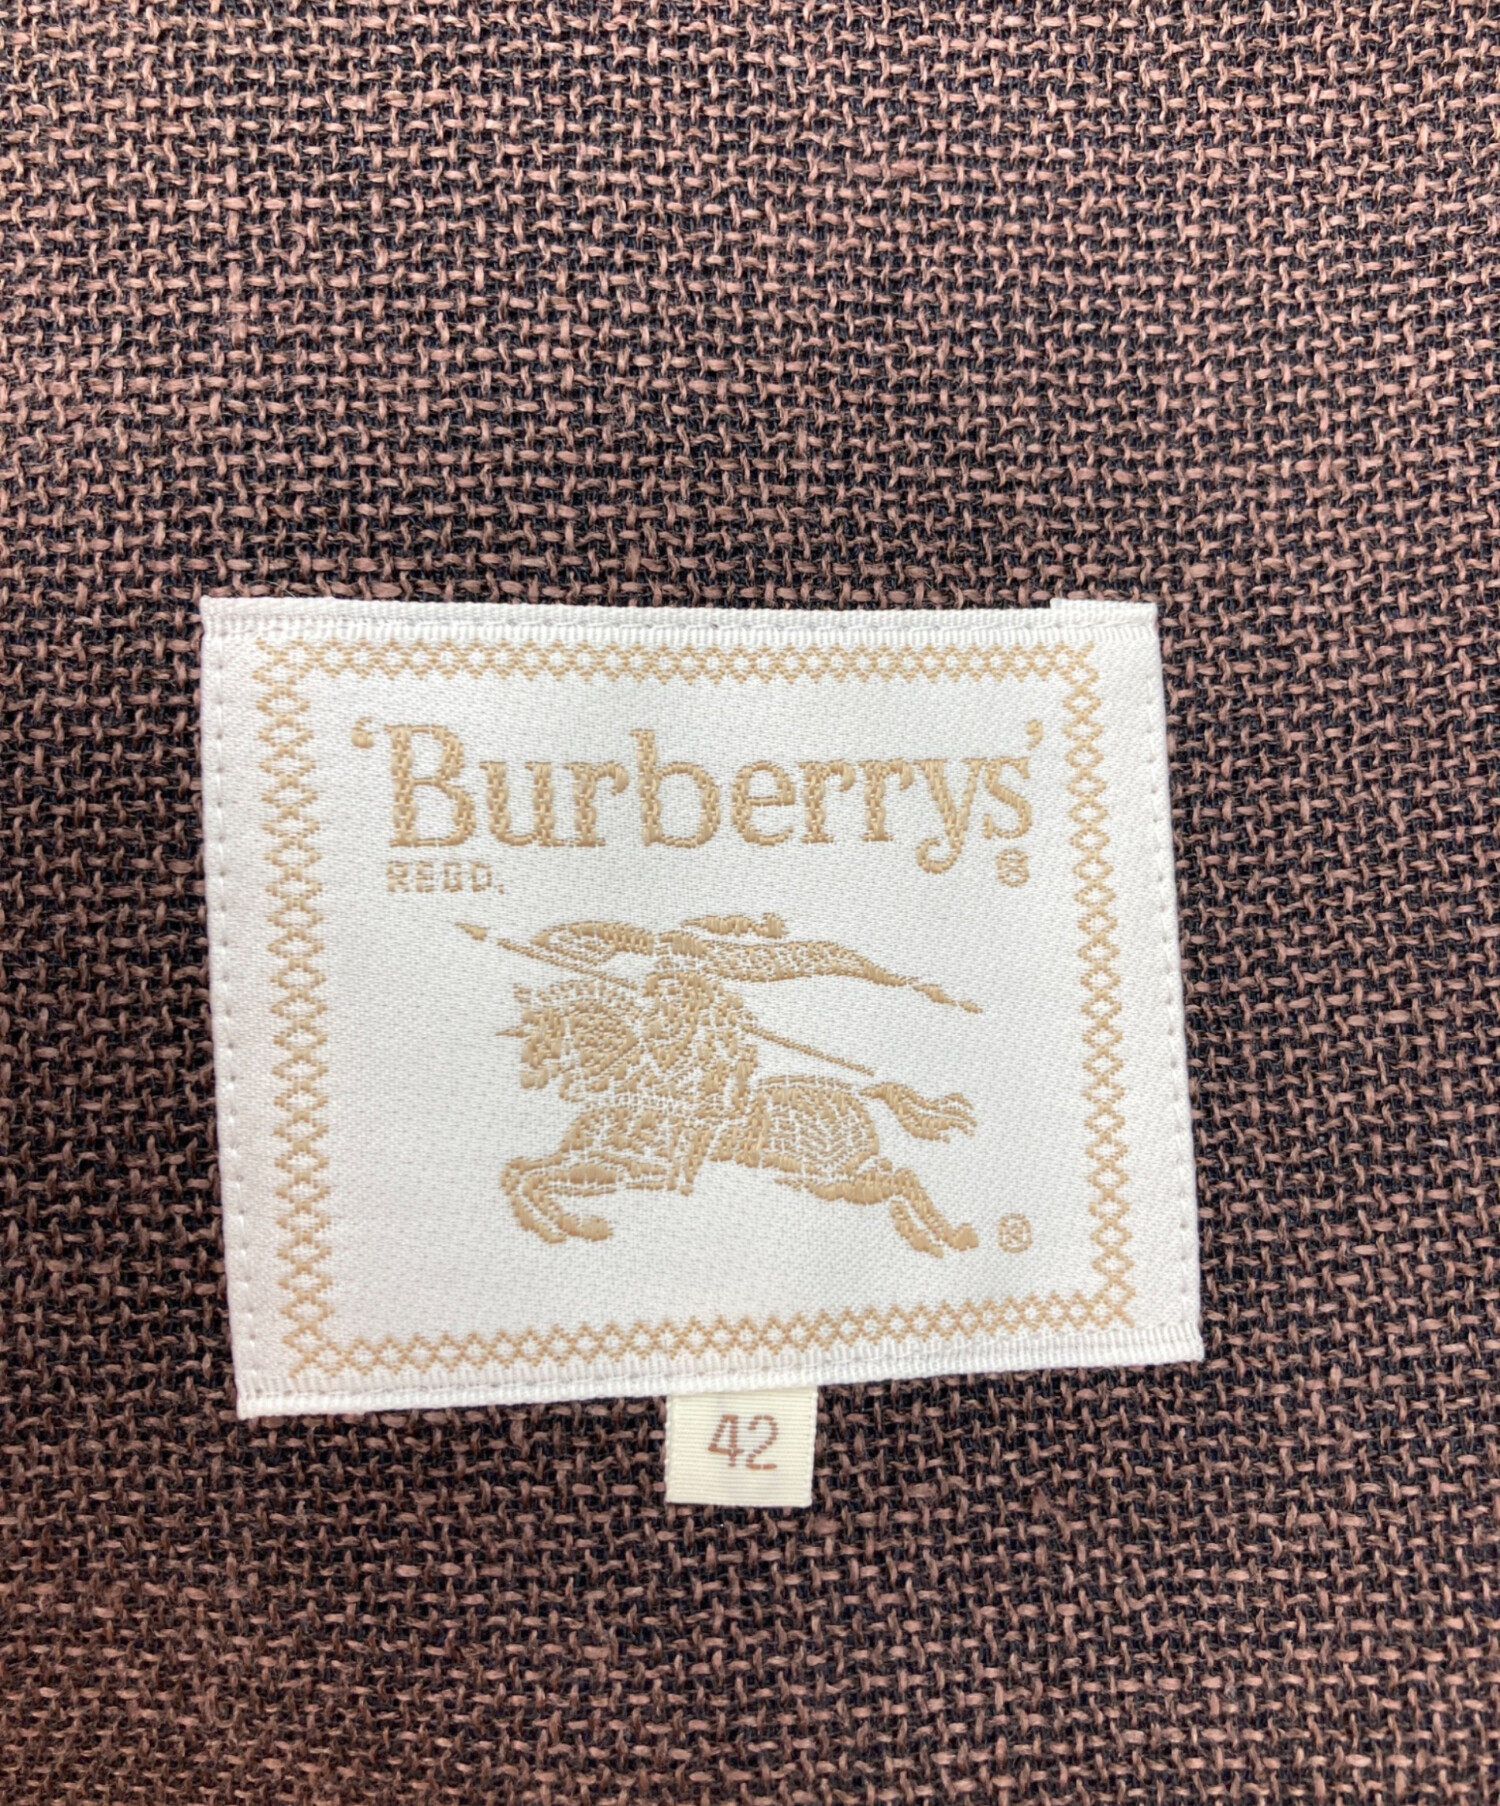 ‘Burberrys’
REGD. ®
®
42